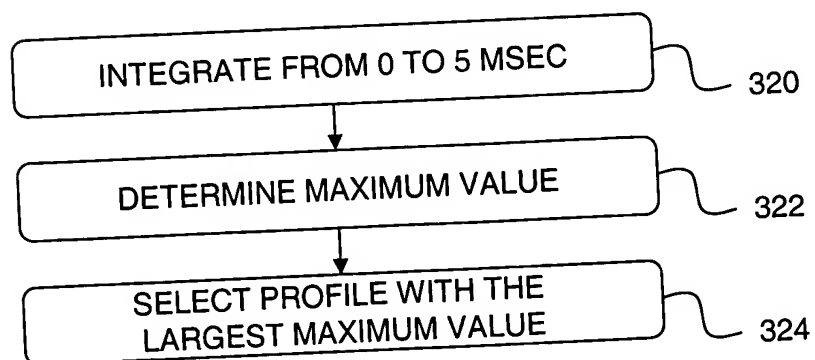 INTEGRATE FROM 0 TO 5 MSEC
320
DETERMINE MAXIMUM VALUE
322
SELECT PROFILE WITH THE
LARGEST MAXIMUM VALUE
324